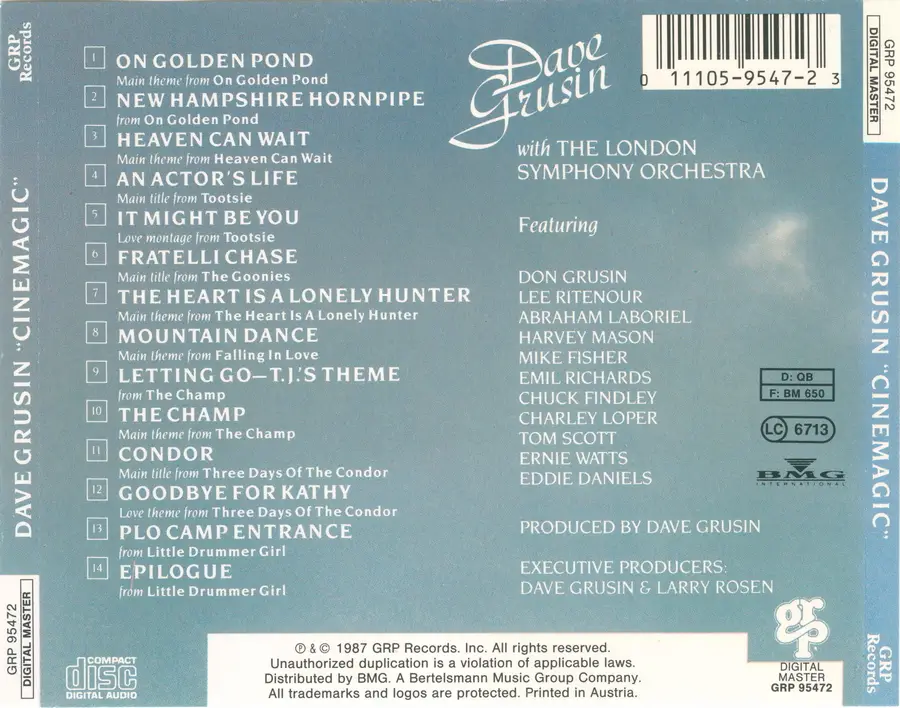 GRP
Records
DAVE GRUSIN "CINEMAGIC"
GRP 95472
DIGITAL MASTER
1 ON GOLDEN POND
Main theme from On Golden Pond
2 NEW HAMPSHIRE HORNPIPE
from On Golden Pond
3 HEAVEN CAN WAIT
Main theme from Heaven Can Wait
4 AN ACTOR'S LIFE
Main title from Tootsie
5 IT MIGHT BE YOU
Love montage from Tootsie
6 FRATELLI CHASE
Main title from The Goonies
7 THE HEART IS A LONELY HUNTER
Main theme from The Heart Is A Lonely Hunter
8 MOUNTAIN DANCE
Main theme from Falling In Love
9 LETTING GO—T.J.'S THEME
from The Champ
10 THE CHAMP
Main theme from The Champ
11 CONDOR
Main title from Three Days Of The Condor
12 GOODBYE FOR KATHY
Love theme from Three Days Of The Condor
13 PLO CAMP ENTRANCE
from Little Drummer Girl
14 EPILOGUE
from Little Drummer Girl
Dave
Grusin
with THE LONDON
SYMPHONY ORCHESTRA
Featuring
DON GRUSIN
LEE RITENOUR
ABRAHAM LABORIEL
HARVEY MASON
MIKE FISHER
EMIL RICHARDS
CHUCK FINDLEY
CHARLEY LOPER
TOM SCOTT
ERNIE WATTS
EDDIE DANIELS
PRODUCED BY DAVE GRUSIN
EXECUTIVE PRODUCERS:
DAVE GRUSIN & LARRY ROSEN
0 11105-9547-2 3
D: QB
F: BM 650
LC 6713
BMG
INTERNATIONAL
COMPACT
disc
DIGITAL AUDIO
℗ & © 1987 GRP Records. Inc. All rights reserved.
Unauthorized duplication is a violation of applicable laws.
Distributed by BMG. A Bertelsmann Music Group Company.
All trademarks and logos are protected. Printed in Austria.
grp
DIGITAL
MASTER
GRP 95472
GRP 95472
DIGITAL MASTER
DAVE GRUSIN "CINEMAGIC"
GRP
Records